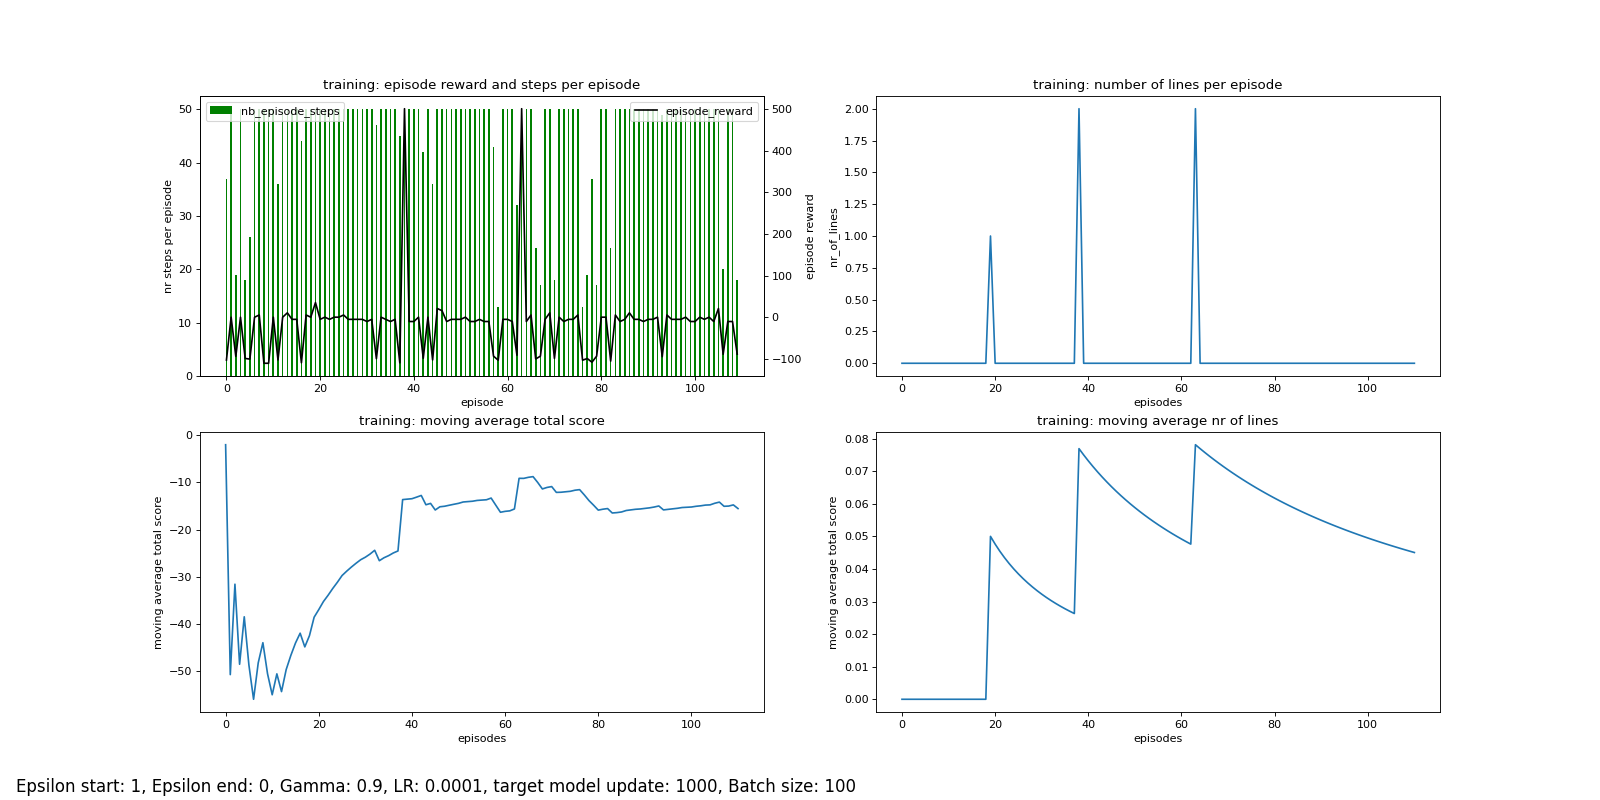 training: episode reward and steps per episode
nb_episode_steps
episode_reward
50
40
30
20
10
0
nr steps per episode
500
400
300
200
100
0
−100
episode reward
0 20 40 60 80 100
episode
training: number of lines per episode
2.00
1.75
1.50
1.25
1.00
0.75
0.50
0.25
0.00
nr_of_lines
0 20 40 60 80 100
episodes
training: moving average total score
0
−10
−20
−30
−40
−50
moving average total score
0 20 40 60 80 100
episodes
training: moving average nr of lines
0.08
0.07
0.06
0.05
0.04
0.03
0.02
0.01
0.00
moving average total score
0 20 40 60 80 100
episodes
Epsilon start: 1, Epsilon end: 0, Gamma: 0.9, LR: 0.0001, target model update: 1000, Batch size: 100